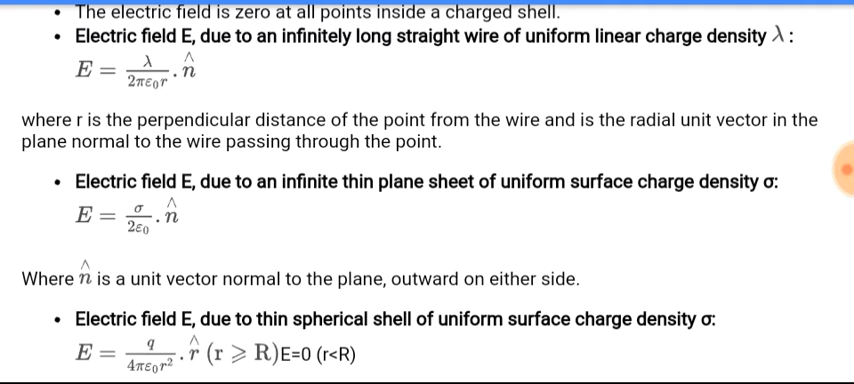 • The electric field is zero at all points inside a charged shell.
• Electric field E, due to an infinitely long straight wire of uniform linear charge density λ :
E = λ/2πε₀r . n̂
where r is the perpendicular distance of the point from the wire and is the radial unit vector in the
plane normal to the wire passing through the point.
• Electric field E, due to an infinite thin plane sheet of uniform surface charge density σ:
E = σ/2ε₀ . n̂
Where n̂ is a unit vector normal to the plane, outward on either side.
• Electric field E, due to thin spherical shell of uniform surface charge density σ:
E = q/4πε₀r² . r̂ (r ⩾ R)E=0 (r<R)